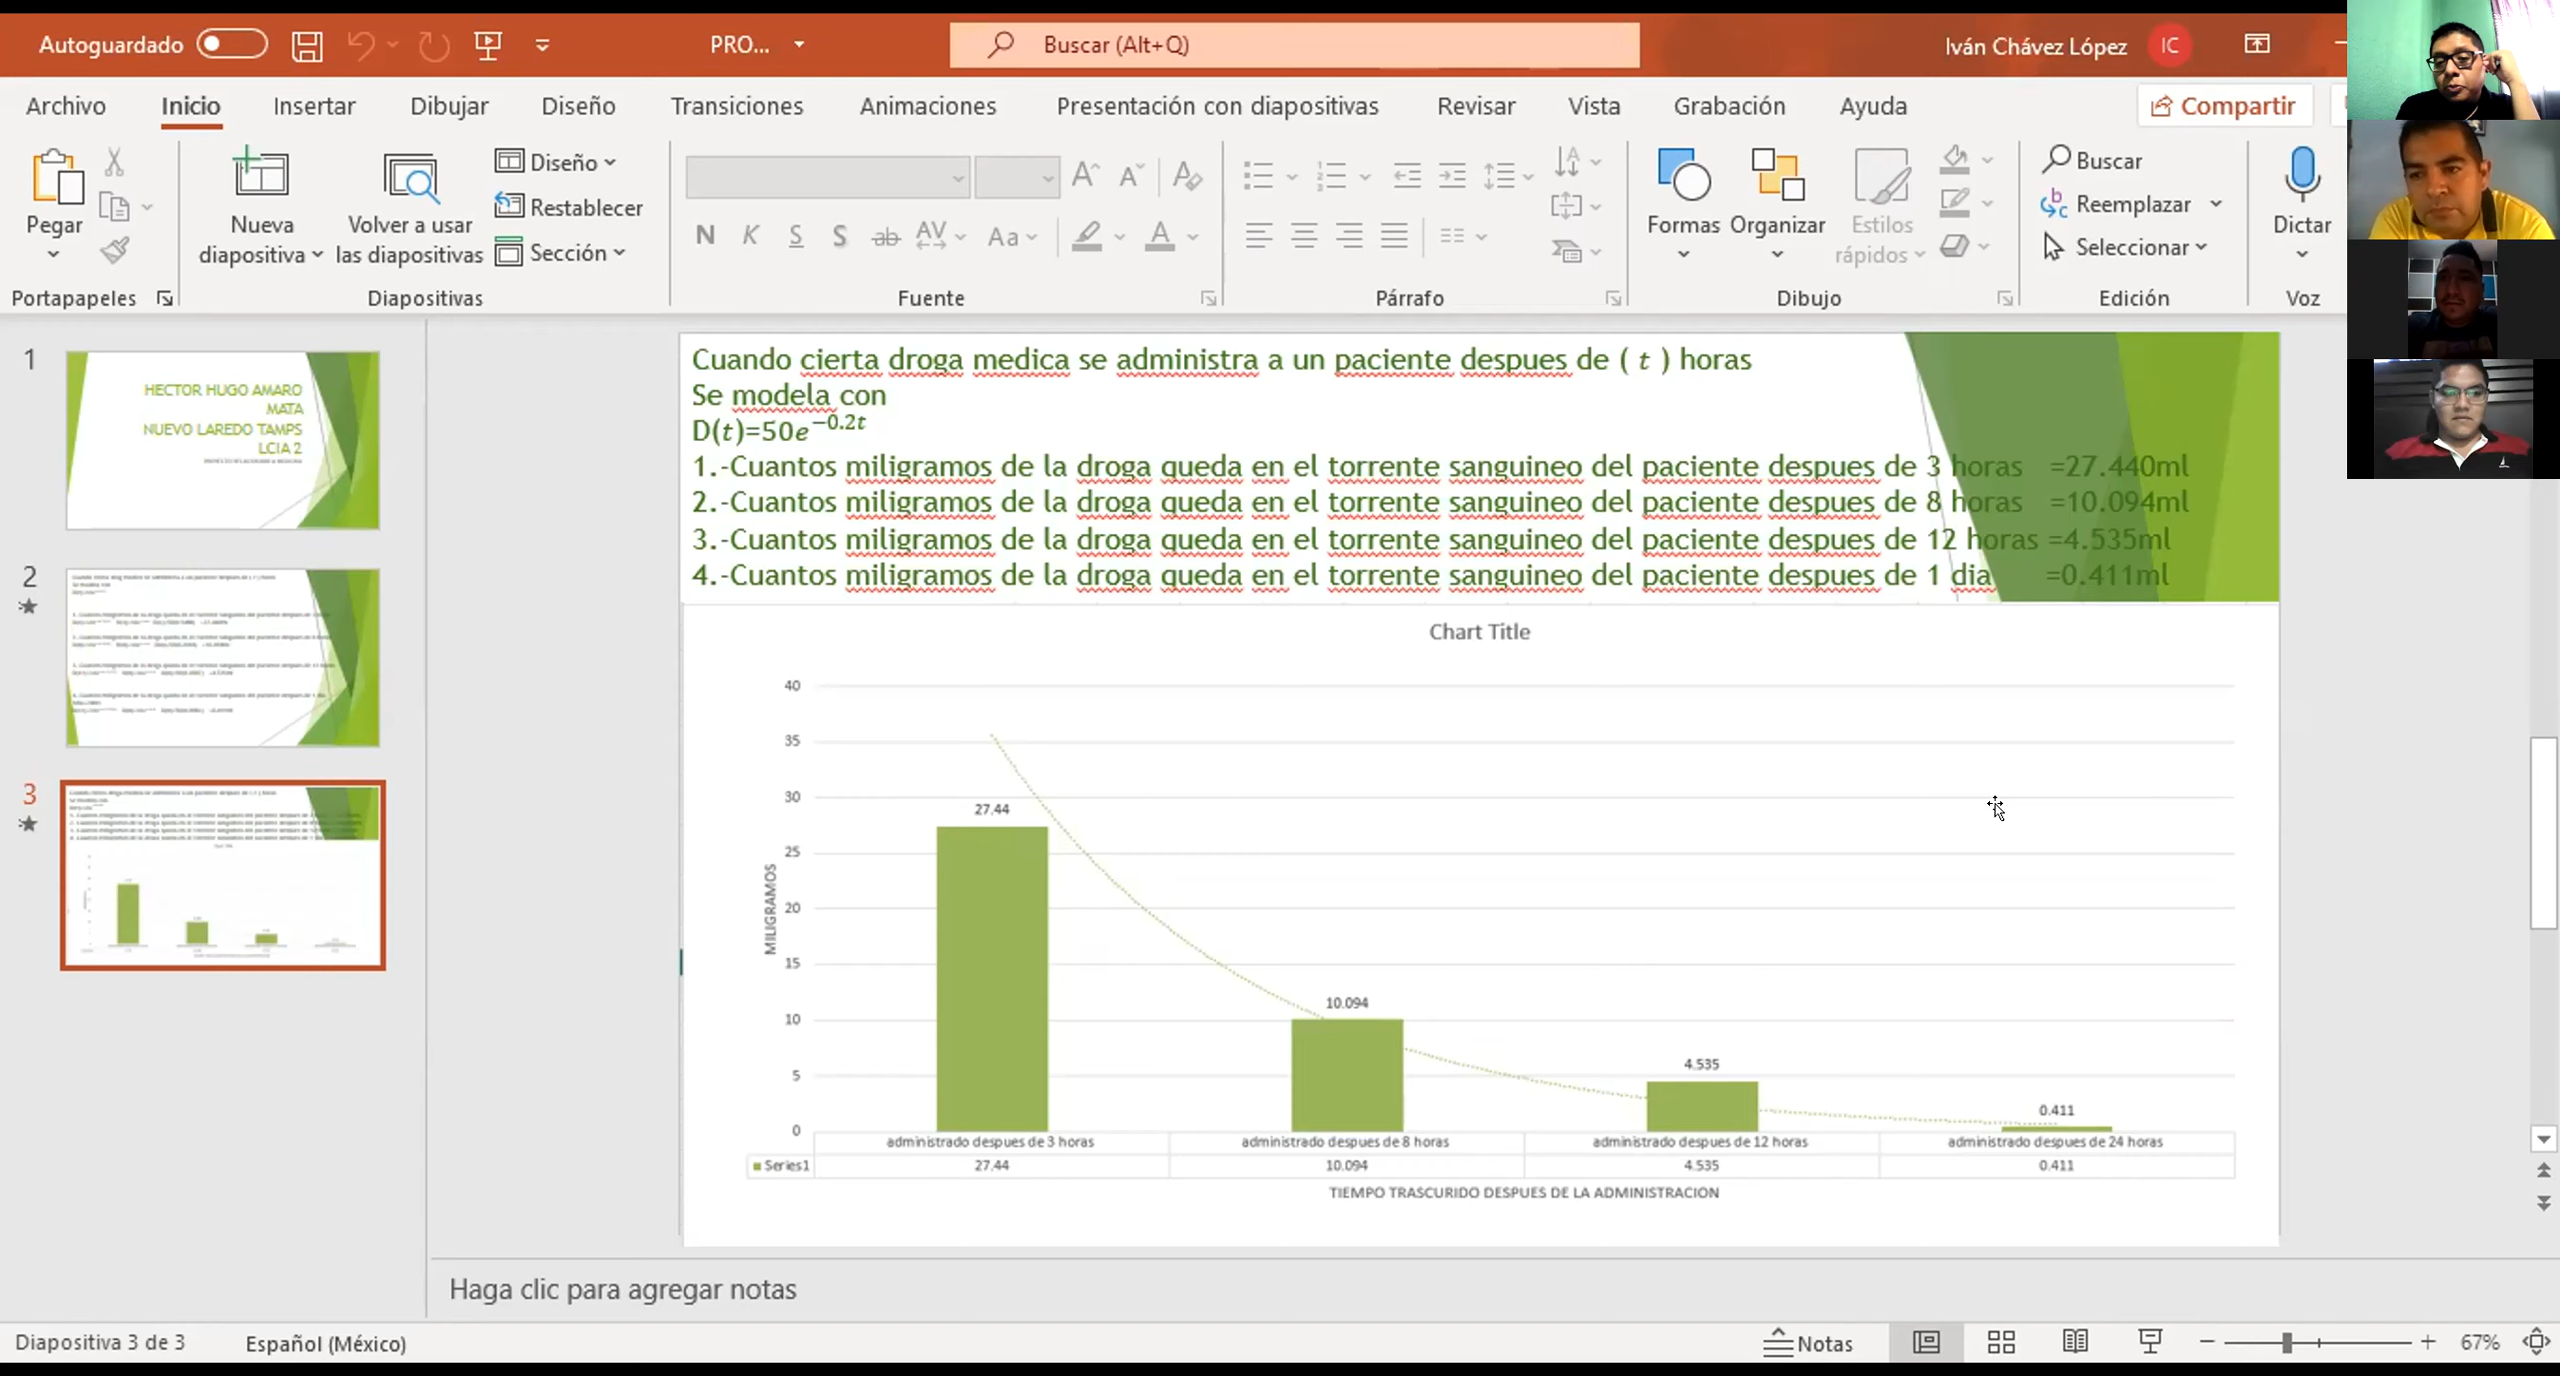 Autoguardado
PRO...
Buscar (Alt+Q)
Iván Chávez López
IC
Archivo
Inicio
Insertar
Dibujar
Diseño
Transiciones
Animaciones
Presentación con diapositivas
Revisar
Vista
Grabación
Ayuda
Compartir
Pegar
Portapapeles
Nueva diapositiva
Volver a usar las diapositivas
Diseño
Restablecer
Sección
Diapositivas
N K S S ab AV Aa A
Fuente
Párrafo
Formas
Organizar
Estilos rápidos
Dibujo
Buscar
Reemplazar
Seleccionar
Edición
Dictar
Voz
1
HECTOR HUGO AMARO
MATA
NUEVO LAREDO TAMPS
LCIA 2
2
3
Cuando cierta droga medica se administra a un paciente despues de ( t ) horas
Se modela con
D(t)=50e^−0.2t
1.-Cuantos miligramos de la droga queda en el torrente sanguineo del paciente despues de 3 horas =27.440ml
2.-Cuantos miligramos de la droga queda en el torrente sanguineo del paciente despues de 8 horas =10.094ml
3.-Cuantos miligramos de la droga queda en el torrente sanguineo del paciente despues de 12 horas =4.535ml
4.-Cuantos miligramos de la droga queda en el torrente sanguineo del paciente despues de 1 dia =0.411ml
Chart Title
40
35
30
25
20
15
10
5
0
MILIGRAMOS
27.44
10.094
4.535
0.411
administrado despues de 3 horas
administrado despues de 8 horas
administrado despues de 12 horas
administrado despues de 24 horas
Series1
27.44
10.094
4.535
0.411
TIEMPO TRASCURIDO DESPUES DE LA ADMINISTRACION
Haga clic para agregar notas
Diapositiva 3 de 3
Español (México)
Notas
67%